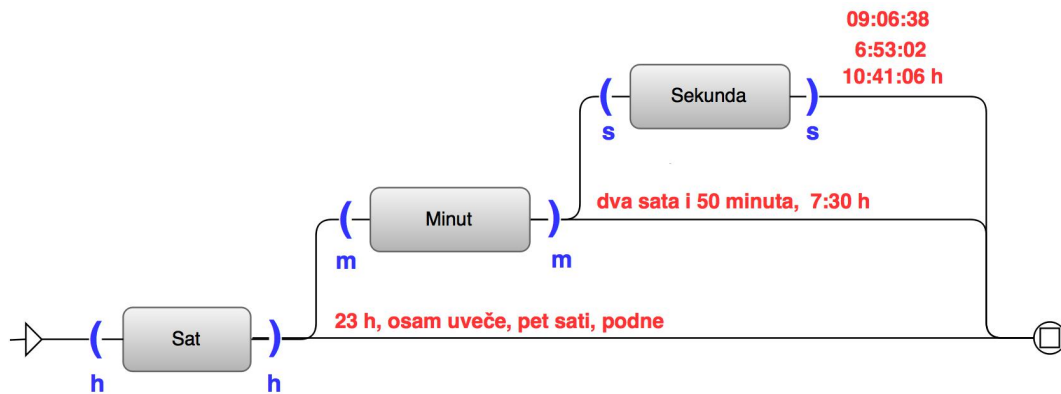 09:06:38
6:53:02
10:41:06 h
( Sekunda )
s s
dva sata i 50 minuta, 7:30 h
( Minut )
m m
23 h, osam uveče, pet sati, podne
( Sat )
h h